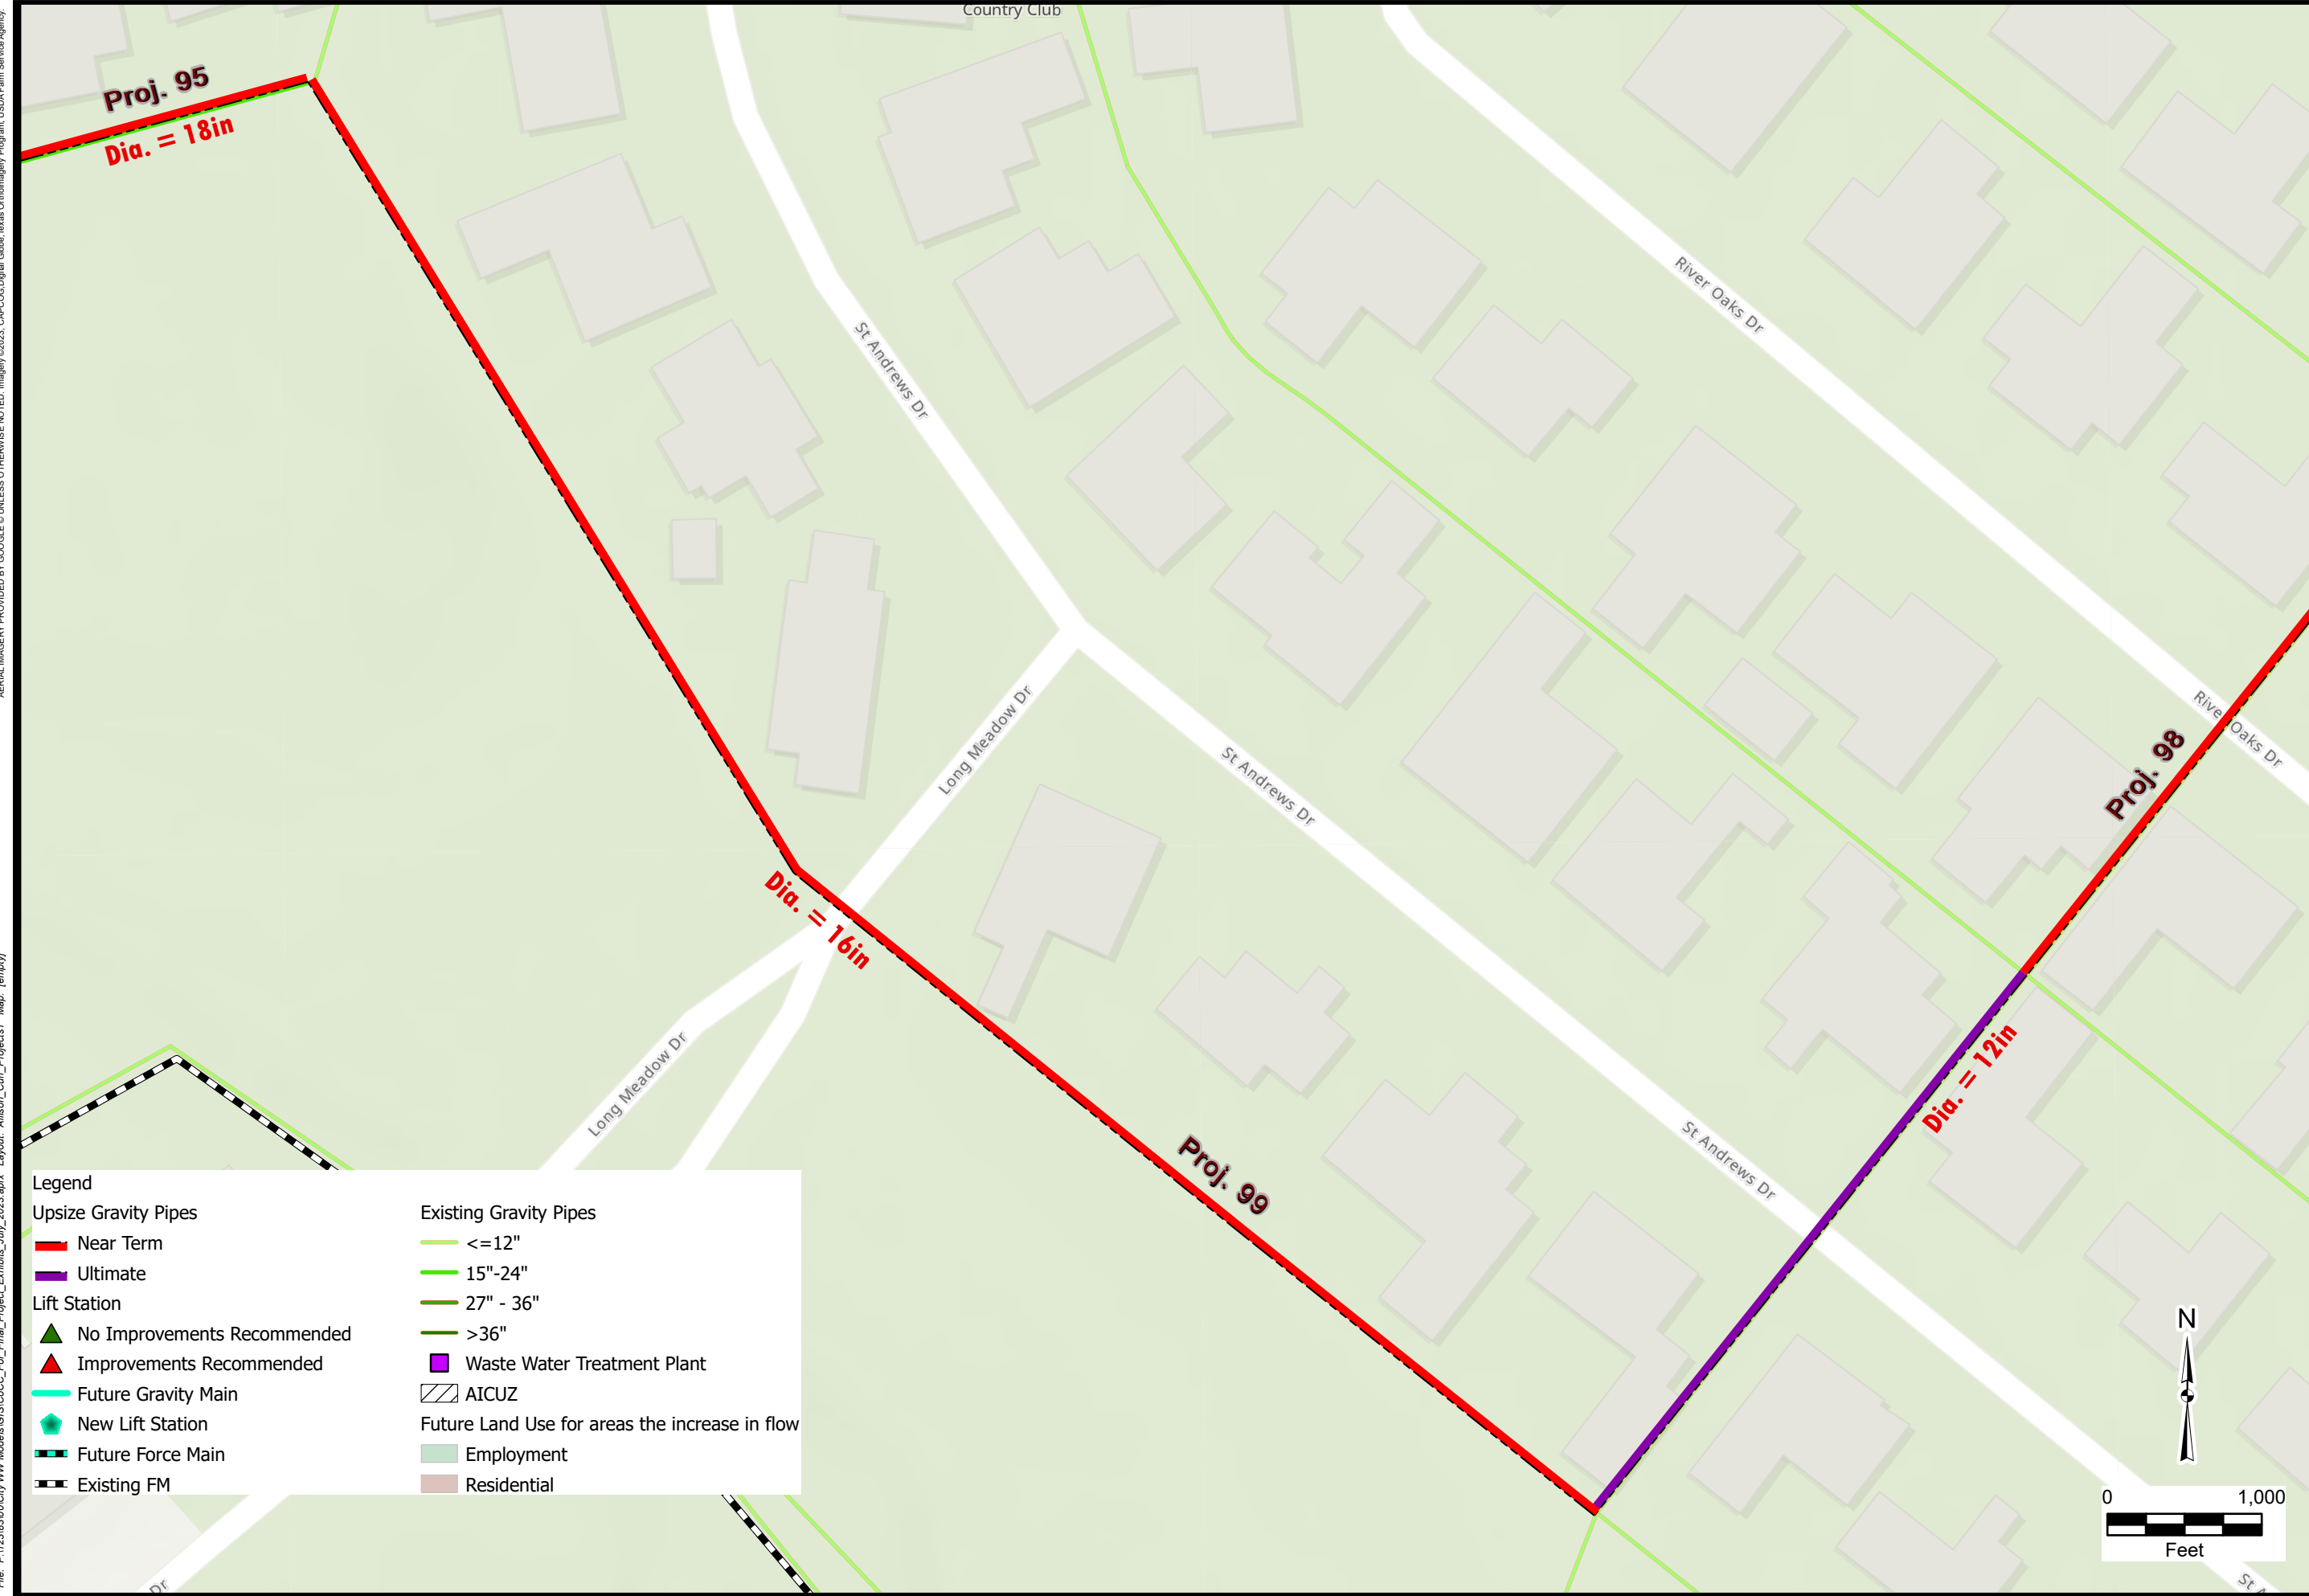 Country Club
Proj. 95
Dia. = 18in
River Oaks Dr
St Andrews Dr
Long Meadow Dr
St Andrews Dr
River Oaks Dr
Proj. 98
Dia. = 16in
Long Meadow Dr
Dia. = 12in
Proj. 99
St Andrews Dr
Legend
Upsize Gravity Pipes
Near Term
Ultimate
Lift Station
No Improvements Recommended
Improvements Recommended
Future Gravity Main
New Lift Station
Future Force Main
Existing FM
Existing Gravity Pipes
<=12"
15"-24"
27" - 36"
>36"
Waste Water Treatment Plant
AICUZ
Future Land Use for areas the increase in flow
Employment
Residential
N
0 1,000
Feet
Dr